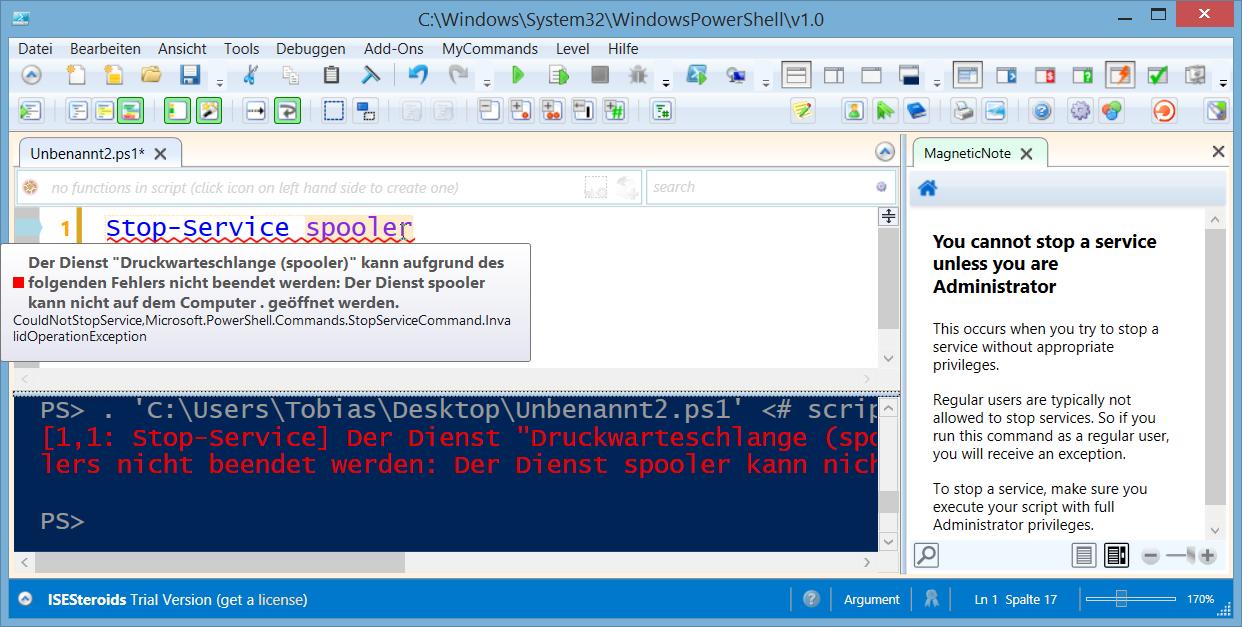 C:\Windows\System32\WindowsPowerShell\v1.0
Datei Bearbeiten Ansicht Tools Debuggen Add-Ons MyCommands Level Hilfe
Unbenannt2.ps1*
no functions in script (click icon on left hand side to create one)
search
1 Stop-Service spooler
Der Dienst "Druckwarteschlange (spooler)" kann aufgrund des
folgenden Fehlers nicht beendet werden: Der Dienst spooler
kann nicht auf dem Computer . geöffnet werden.
CouldNotStopService,Microsoft.PowerShell.Commands.StopServiceCommand.Inva
lidOperationException
PS> . 'C:\Users\Tobias\Desktop\Unbenannt2.ps1' <# scrip
[1,1: Stop-Service] Der Dienst "Druckwarteschlange (spo
lers nicht beendet werden: Der Dienst spooler kann nich
PS>
MagneticNote
You cannot stop a service
unless you are
Administrator
This occurs when you try to stop a
service without appropriate
privileges.
Regular users are typically not
allowed to stop services. So if you
run this command as a regular user,
you will receive an exception.
To stop a service, make sure you
execute your script with full
Administrator privileges.
ISESteroids Trial Version (get a license)
Argument
Ln 1 Spalte 17
170%